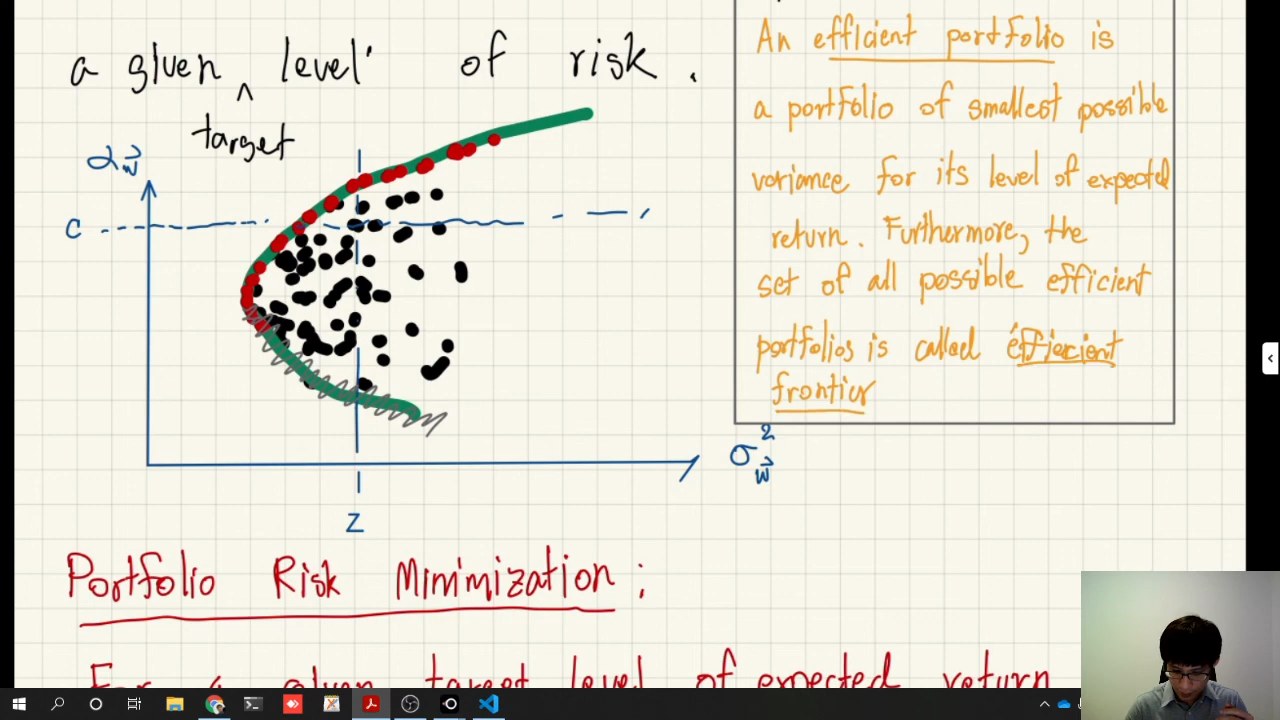 a given level of risk.
target
α w⃗
c
z
σ² w⃗
An efficient portfolio is
a portfolio of smallest possible
variance for its level of expected
return. Furthermore, the
set of all possible efficient
portfolios is called efficient
frontier
Portfolio Risk Minimization:
For a given target level of expected return